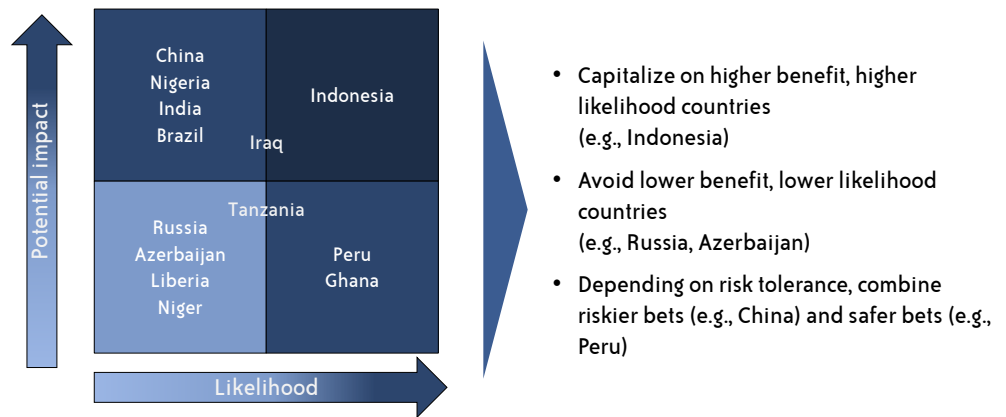 Potential impact
China
Nigeria
India
Brazil
Indonesia
Iraq
Tanzania
Russia
Azerbaijan
Liberia
Niger
Peru
Ghana
Likelihood
• Capitalize on higher benefit, higher
likelihood countries
(e.g., Indonesia)
• Avoid lower benefit, lower likelihood
countries
(e.g., Russia, Azerbaijan)
• Depending on risk tolerance, combine
riskier bets (e.g., China) and safer bets (e.g.,
Peru)